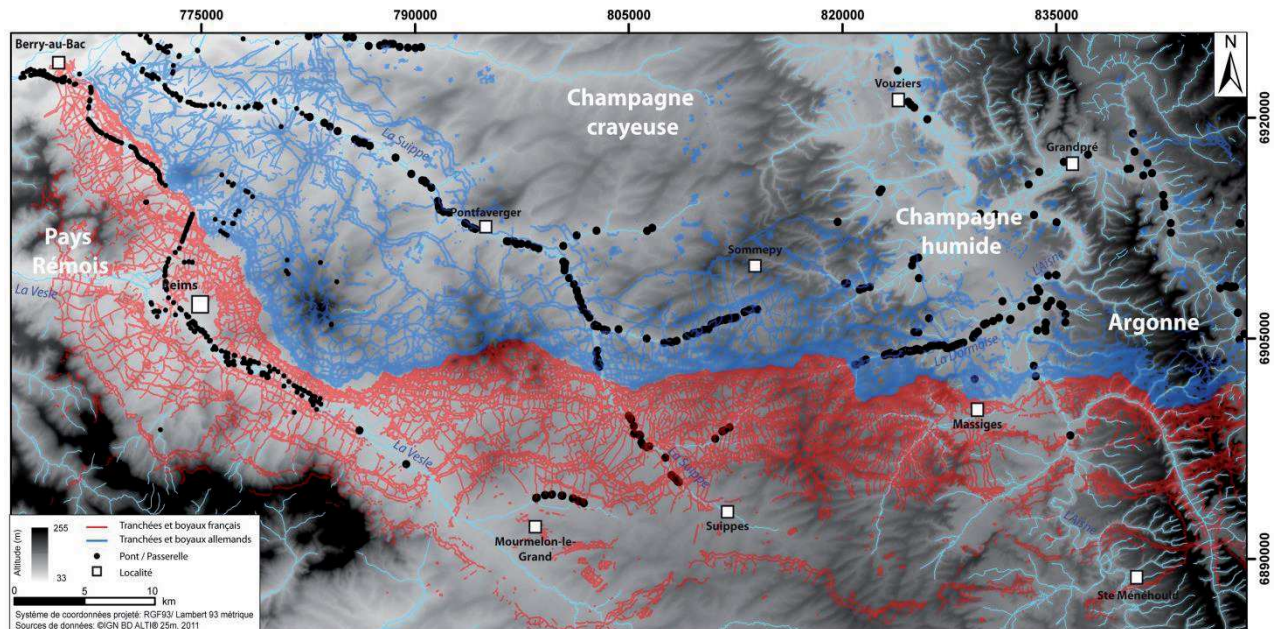 775000
790000
805000
820000
835000
Berry-au-Bac
N
Vouziers
Champagne
crayeuse
6920000
La Suippe
Grandpré
Pontfaverger
Champagne
humide
Pays
Rémois
Sommepy
L'Aisne
La Vesle
Reims
Argonne
6905000
La Dormoise
Massiges
La Vesle
La Suippe
Suippes
Mourmelon-le-
Grand
L'Aisne
6890000
Ste Ménéhould
Altitude (m)
255
33
Tranchées et boyaux français
Tranchées et boyaux allemands
Pont / Passerelle
Localité
0 5 10
km
Système de coordonnées projeté: RGF93/ Lambert 93 métrique
Sources de données: ©IGN BD ALTI® 25m, 2011